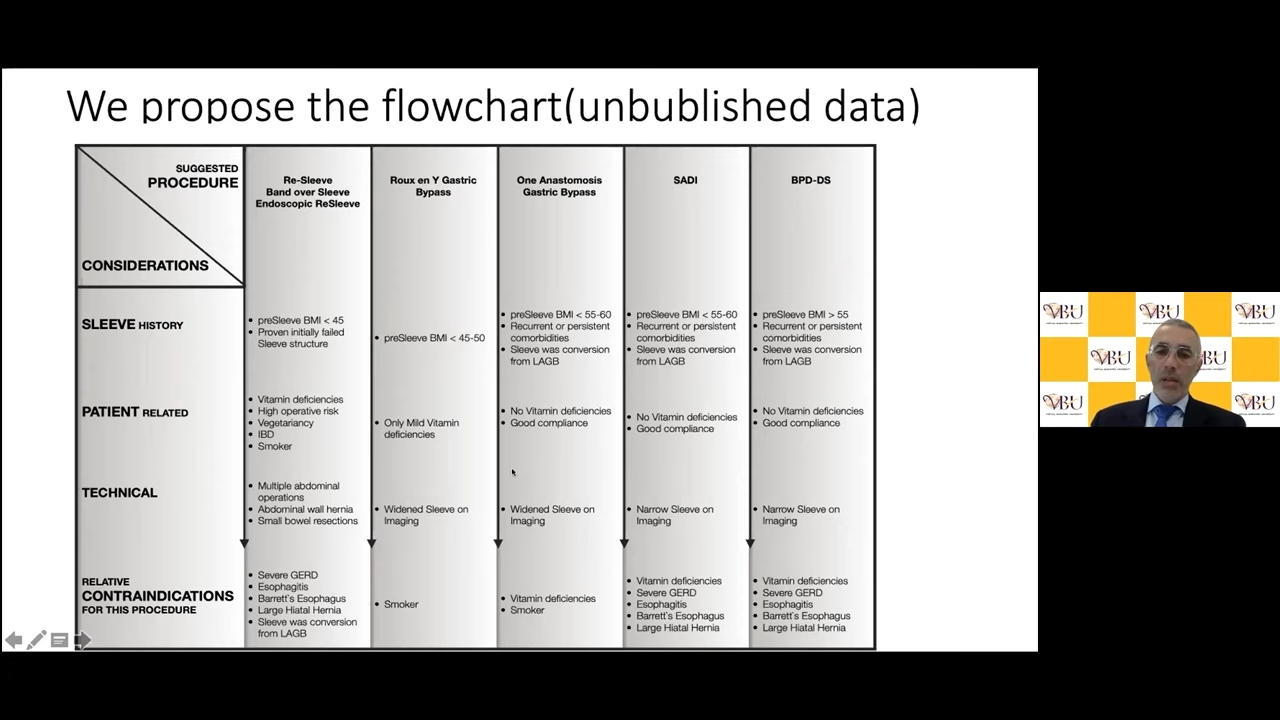 We propose the flowchart(unbublished data)
SUGGESTED
PROCEDURE
CONSIDERATIONS
Re-Sleeve
Band over Sleeve
Endoscopic ReSleeve
Roux en Y Gastric
Bypass
One Anastomosis
Gastric Bypass
SADI
BPD-DS
SLEEVE HISTORY
• preSleeve BMI < 45
• Proven initially failed
Sleeve structure
• preSleeve BMI < 45-50
• preSleeve BMI < 55-60
• Recurrent or persistent
comorbidities
• Sleeve was conversion
from LAGB
• preSleeve BMI < 55-60
• Recurrent or persistent
comorbidities
• Sleeve was conversion
from LAGB
• preSleeve BMI > 55
• Recurrent or persistent
comorbidities
• Sleeve was conversion
from LAGB
PATIENT RELATED
• Vitamin deficiencies
• High operative risk
• Vegetariancy
• IBD
• Smoker
• Only Mild Vitamin
deficiencies
• No Vitamin deficiencies
• Good compliance
• No Vitamin deficiencies
• Good compliance
• No Vitamin deficiencies
• Good compliance
TECHNICAL
• Multiple abdominal
operations
• Abdominal wall hernia
• Small bowel resections
• Widened Sleeve on
Imaging
• Widened Sleeve on
Imaging
• Narrow Sleeve on
Imaging
• Narrow Sleeve on
Imaging
RELATIVE
CONTRAINDICATIONS
FOR THIS PROCEDURE
• Severe GERD
• Esophagitis
• Barrett`s Esophagus
• Large Hiatal Hernia
• Sleeve was conversion
from LAGB
• Smoker
• Vitamin deficiencies
• Smoker
• Vitamin deficiencies
• Severe GERD
• Esophagitis
• Barrett`s Esophagus
• Large Hiatal Hernia
• Vitamin deficiencies
• Severe GERD
• Esophagitis
• Barrett`s Esophagus
• Large Hiatal Hernia
VBU
VBU
VBU
VBU
BU
VBU
VBU